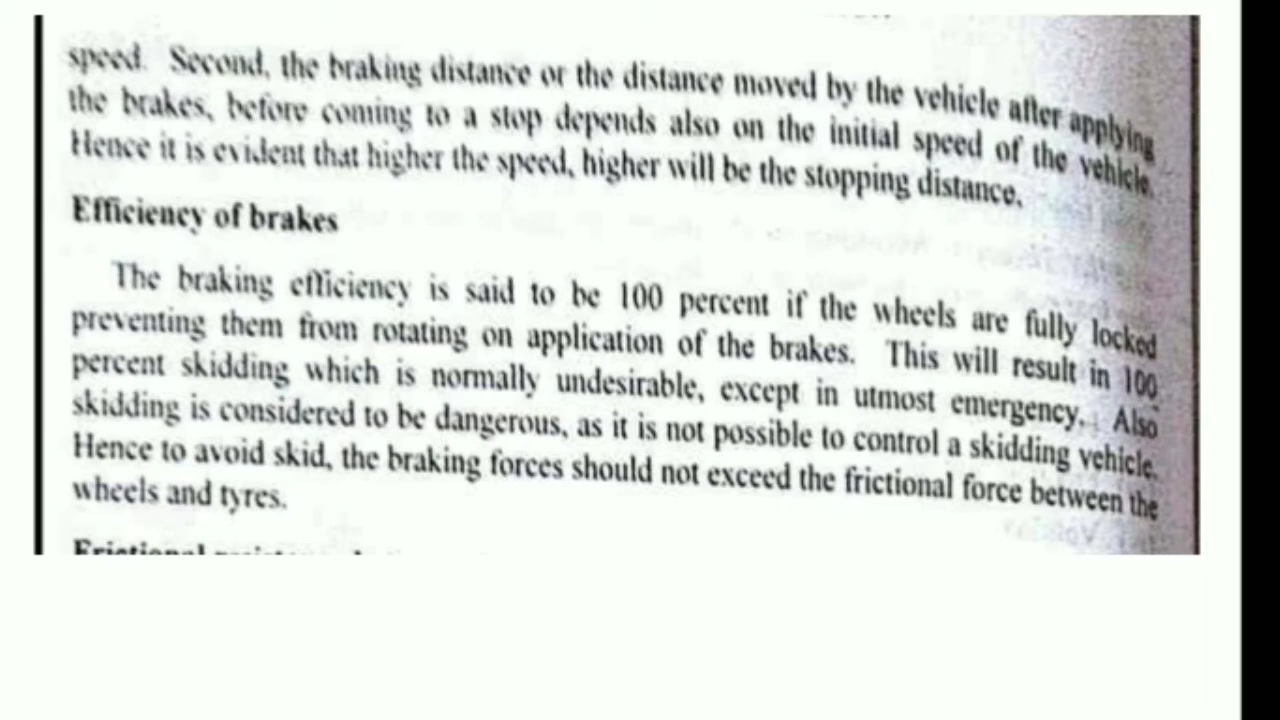 speed. Second, the braking distance or the distance moved by the vehicle after applying
the brakes, before coming to a stop depends also on the initial speed of the vehicle.
Hence it is evident that higher the speed, higher will be the stopping distance.
Efficiency of brakes
The braking efficiency is said to be 100 percent if the wheels are fully locked
preventing them from rotating on application of the brakes. This will result in 100
percent skidding which is normally undesirable, except in utmost emergency. Also
skidding is considered to be dangerous, as it is not possible to control a skidding vehicle.
Hence to avoid skid, the braking forces should not exceed the frictional force between the
wheels and tyres.
Frictional